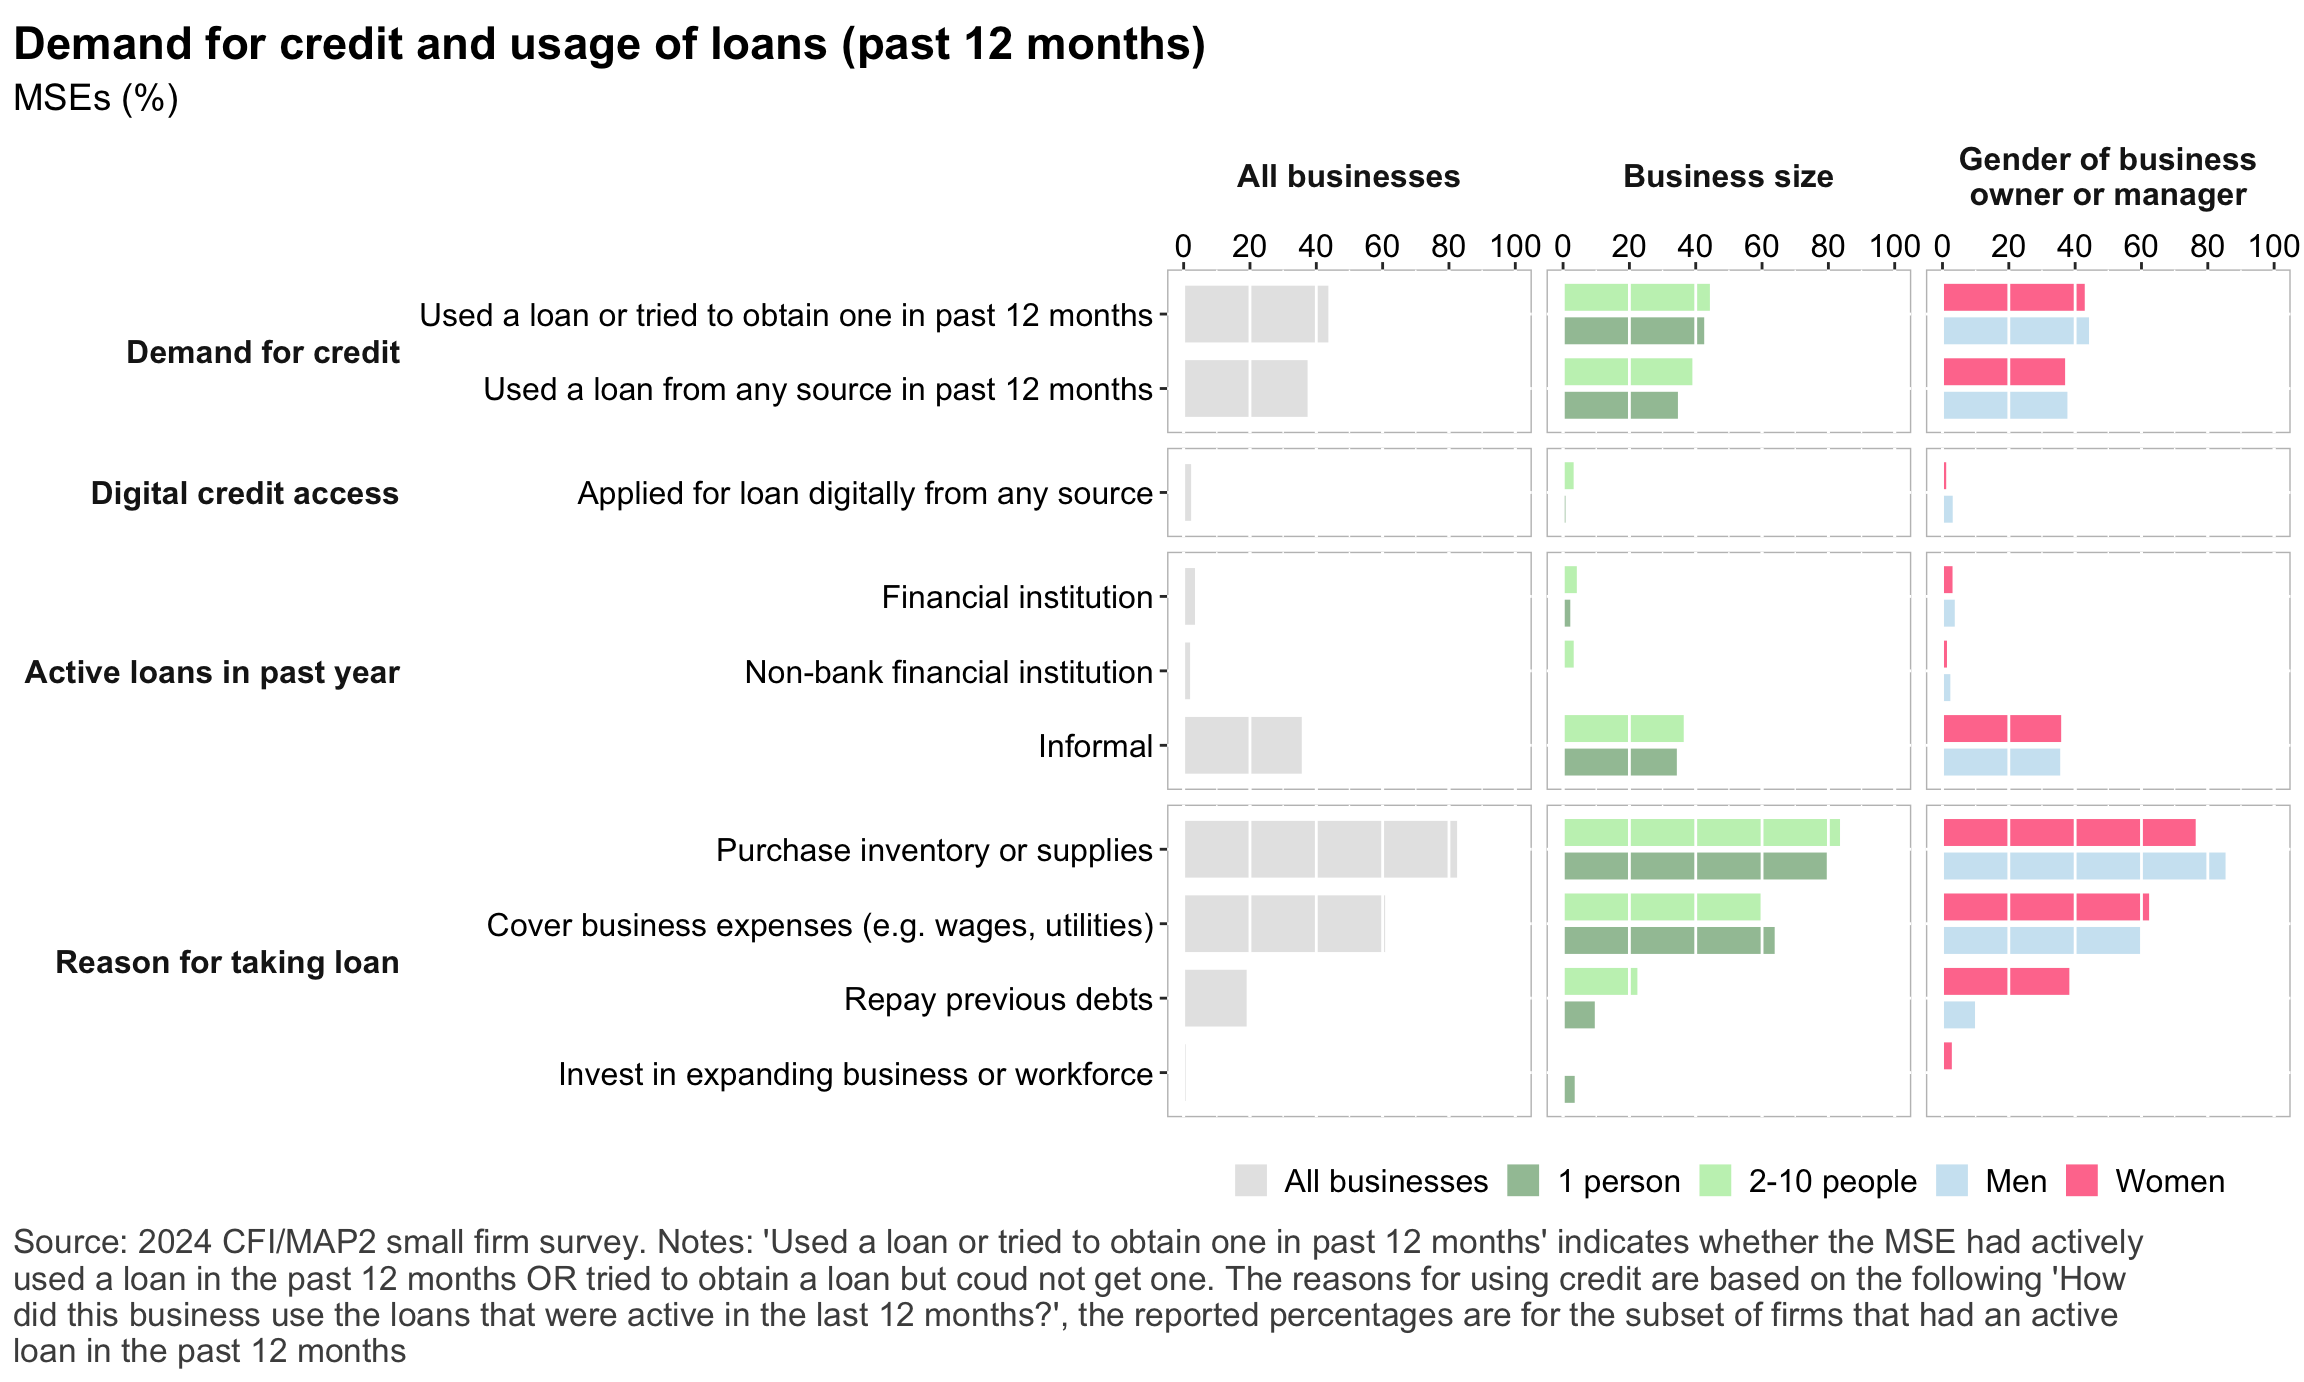 Demand for credit and usage of loans (past 12 months)
MSEs (%)
All businesses
Business size
Gender of business
owner or manager
0 20 40 60 80 100 0 20 40 60 80 100 0 20 40 60 80 100
Demand for credit
Used a loan or tried to obtain one in past 12 months
Used a loan from any source in past 12 months
Digital credit access
Applied for loan digitally from any source
Active loans in past year
Financial institution
Non-bank financial institution
Informal
Reason for taking loan
Purchase inventory or supplies
Cover business expenses (e.g. wages, utilities)
Repay previous debts
Invest in expanding business or workforce
All businesses 1 person 2-10 people Men Women
Source: 2024 CFI/MAP2 small firm survey. Notes: 'Used a loan or tried to obtain one in past 12 months' indicates whether the MSE had actively
used a loan in the past 12 months OR tried to obtain a loan but coud not get one. The reasons for using credit are based on the following 'How
did this business use the loans that were active in the last 12 months?', the reported percentages are for the subset of firms that had an active
loan in the past 12 months